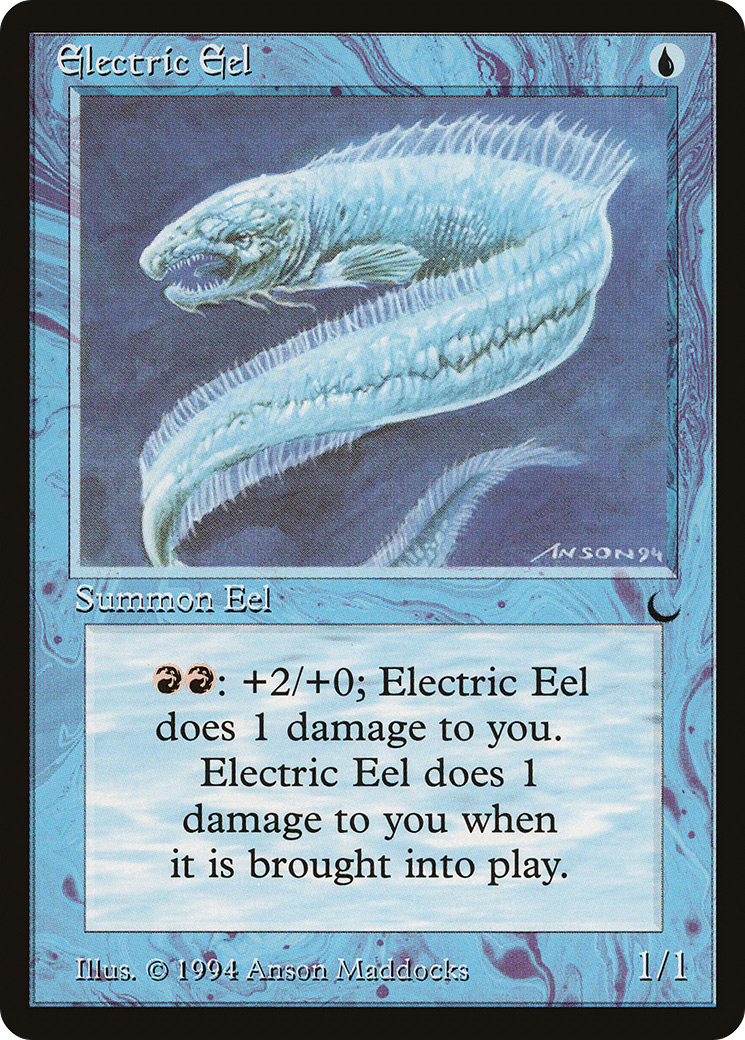 Electric Eel
ANSON94
Summon Eel
: +2/+0; Electric Eel
does 1 damage to you.
Electric Eel does 1
damage to you when
it is brought into play.
Illus. © 1994 Anson Maddocks
1/1